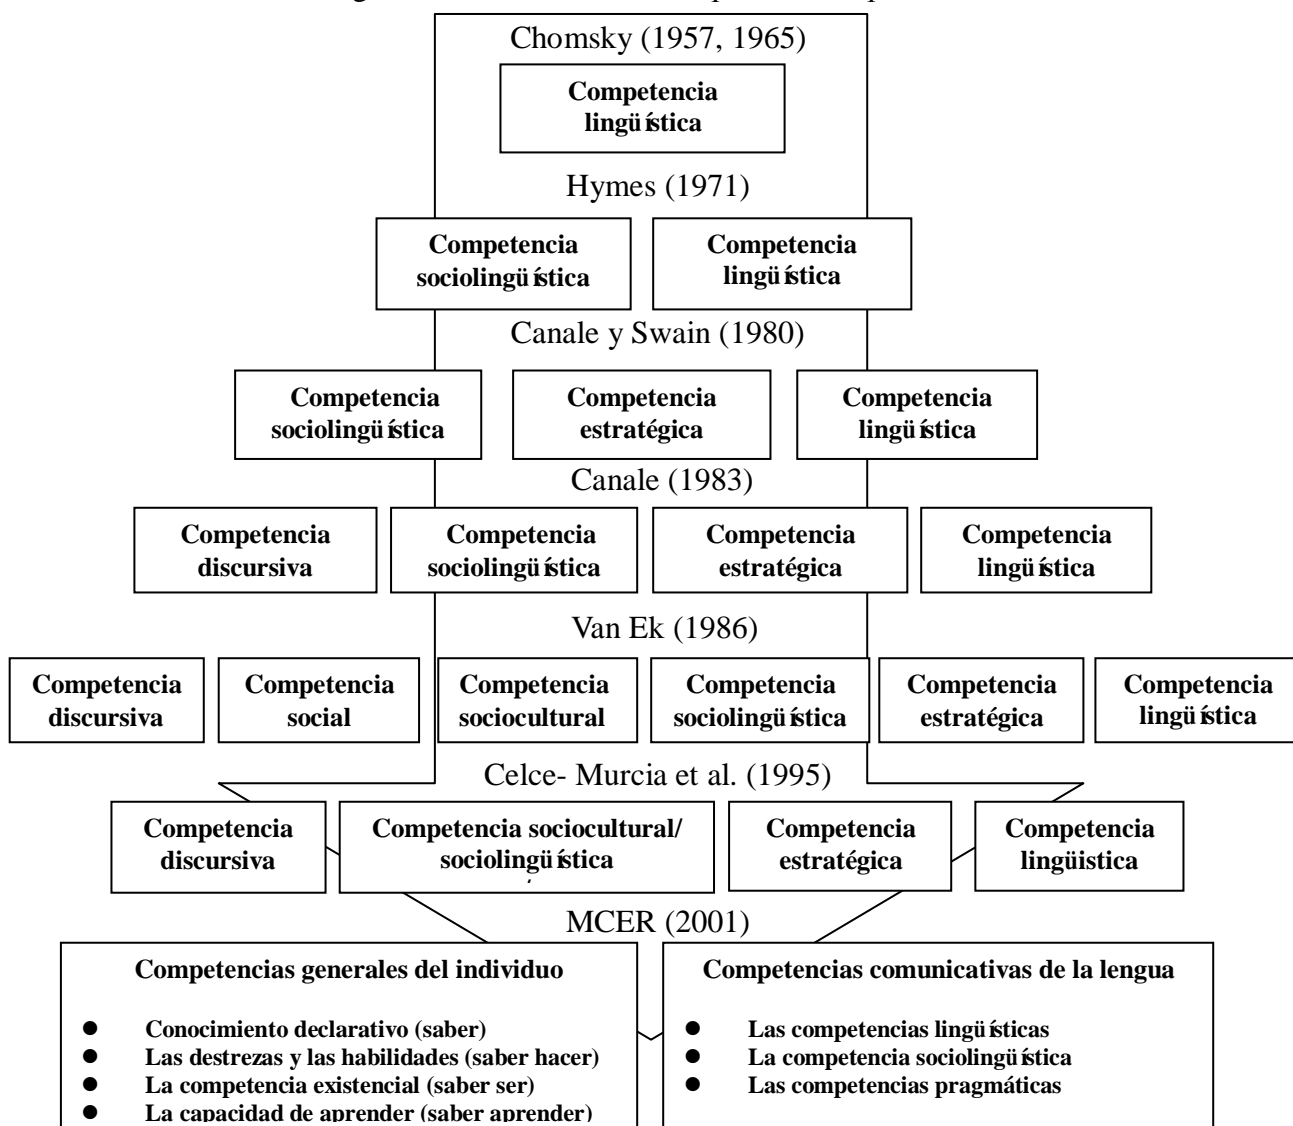 Chomsky (1957, 1965)
Competencia
lingüística
Hymes (1971)
Competencia
sociolingüística
Competencia
lingüística
Canale y Swain (1980)
Competencia
sociolingüística
Competencia
estratégica
Competencia
lingüística
Canale (1983)
Competencia
discursiva
Competencia
sociolingüística
Competencia
estratégica
Competencia
lingüística
Van Ek (1986)
Competencia
discursiva
Competencia
social
Competencia
sociocultural
Competencia
sociolingüística
Competencia
estratégica
Competencia
lingüística
Celce- Murcia et al. (1995)
Competencia
discursiva
Competencia sociocultural/
sociolingüística
Competencia
estratégica
Competencia
lingüistica
MCER (2001)
Competencias generales del individuo
● Conocimiento declarativo (saber)
● Las destrezas y las habilidades (saber hacer)
● La competencia existencial (saber ser)
● La capacidad de aprender (saber aprender)
Competencias comunicativas de la lengua
● Las competencias lingüísticas
● La competencia sociolingüística
● Las competencias pragmáticas